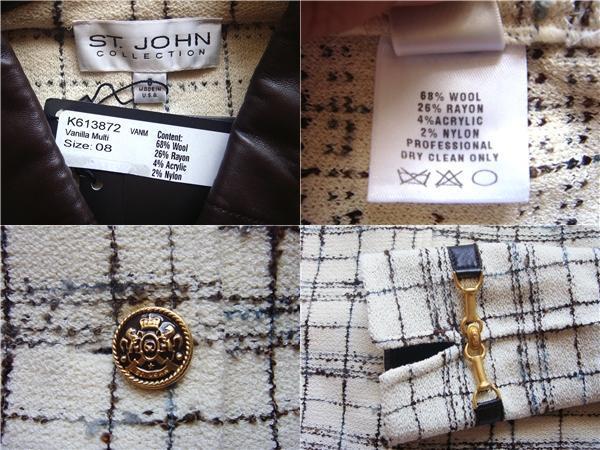 ST. JOHN
COLLECTION
MADE IN
U.S.A.
8
K613872 VANM
Vanilla Multi
Size: 08
Content:
68% Wool
26% Rayon
4% Acrylic
2% Nylon
68% WOOL
26% RAYON
4%ACRYLIC
2% NYLON
PROFESSIONAL
DRY CLEAN ONLY